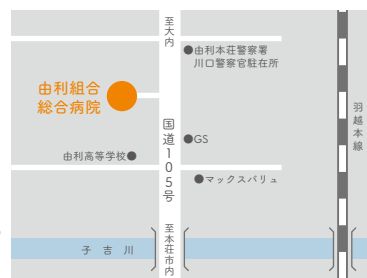 至大内
由利本荘警察署
川口警察官駐在所
由利組合
総合病院
国道105号
GS
由利高等学校
マックスバリュ
羽越本線
子吉川
至本荘市内